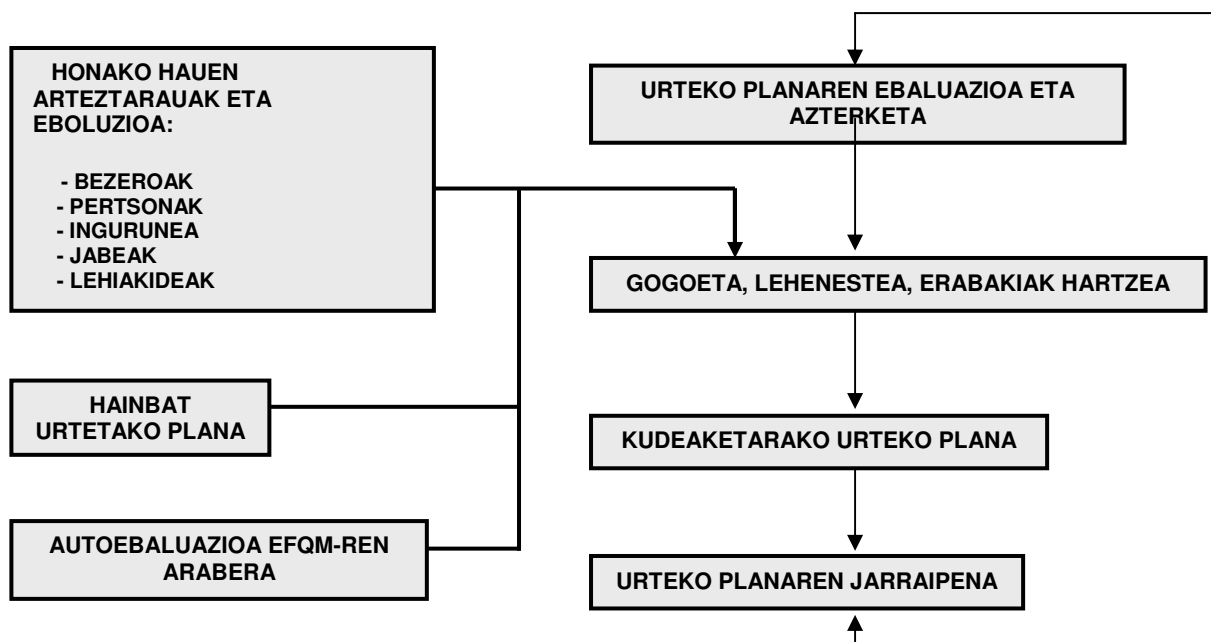 HONAKO HAUEN
ARTEZTARAUAK ETA
EBOLUZIOA:
- BEZEROAK
- PERTSONAK
- INGURUNEA
- JABEAK
- LEHIAKIDEAK
HAINBAT
URTETAKO PLANA
AUTOEBALUAZIOA EFQM-REN
ARABERA
URTEKO PLANAREN EBALUAZIOA ETA
AZTERKETA
GOGOETA, LEHENESTEA, ERABAKIAK HARTZEA
KUDEAKETARAKO URTEKO PLANA
URTEKO PLANAREN JARRAIPENA